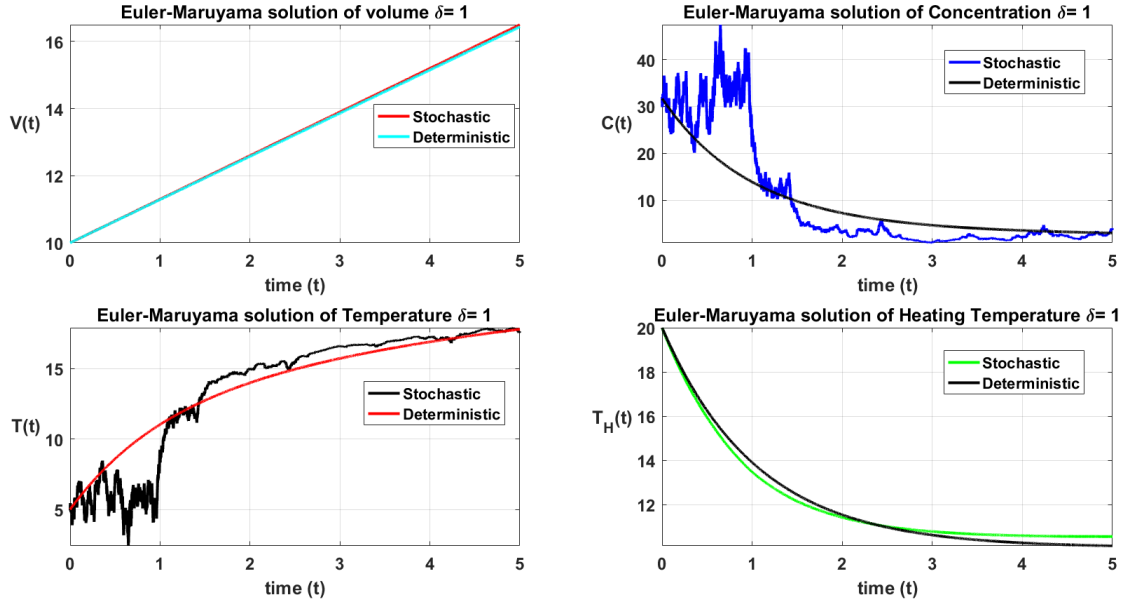 Euler-Maruyama solution of volume δ= 1
16
14
12
10
V(t)
Stochastic
Deterministic
0 1 2 3 4 5
time (t)
Euler-Maruyama solution of Concentration δ= 1
40
30
20
10
C(t)
Stochastic
Deterministic
0 1 2 3 4 5
time (t)
Euler-Maruyama solution of Temperature δ= 1
15
10
5
T(t)
Stochastic
Deterministic
0 1 2 3 4 5
time (t)
Euler-Maruyama solution of Heating Temperature δ= 1
20
18
16
14
12
T_H(t)
Stochastic
Deterministic
0 1 2 3 4 5
time (t)